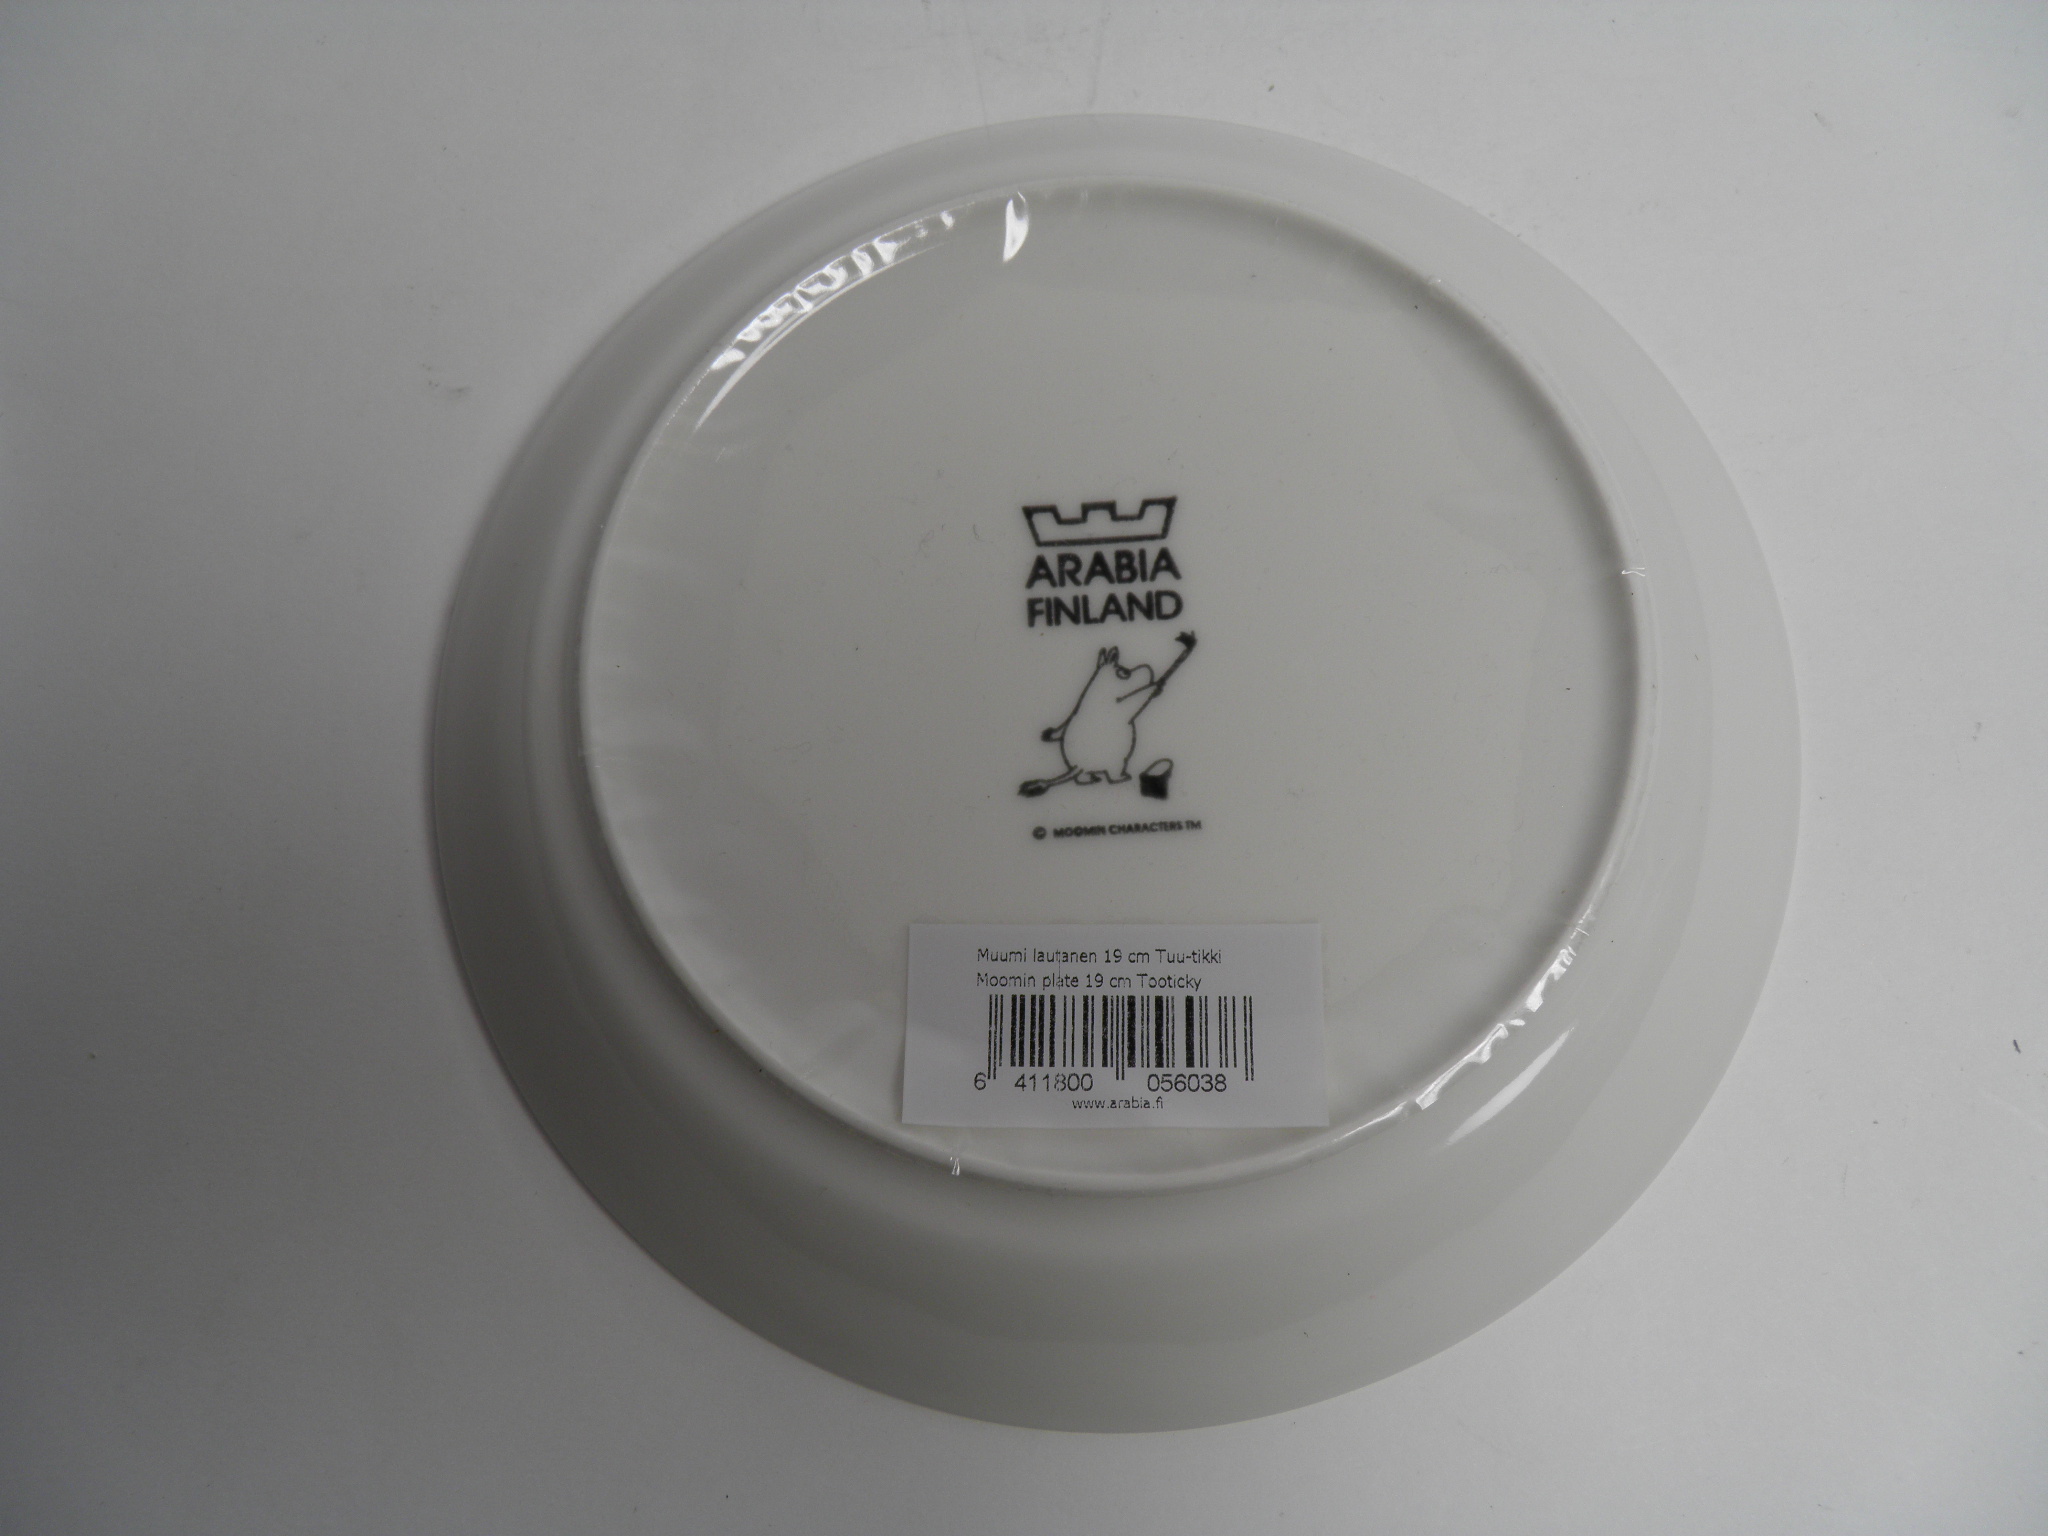 ARABIA
FINLAND
© MOOMIN CHARACTERS TM
Muumi lautanen 19 cm Tuu-tikki
Moomin plate 19 cm Tooticky
6 411800 056038
www.arabia.fi